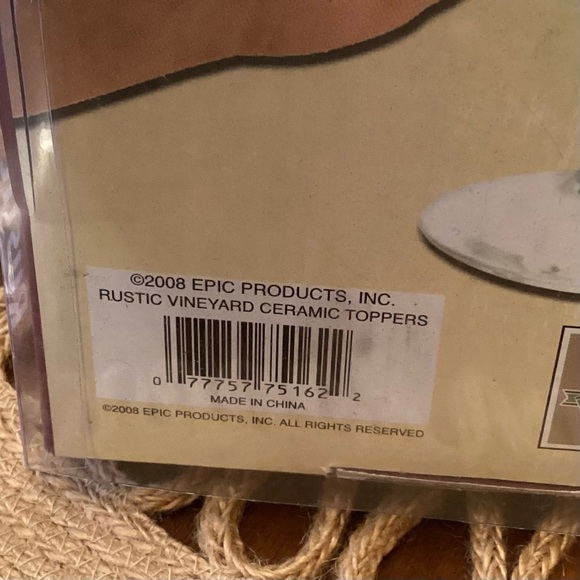 ©2008 EPIC PRODUCTS, INC.
RUSTIC VINEYARD CERAMIC TOPPERS
0 77757 75162 2
MADE IN CHINA
©2008 EPIC PRODUCTS, INC. ALL RIGHTS RESERVED